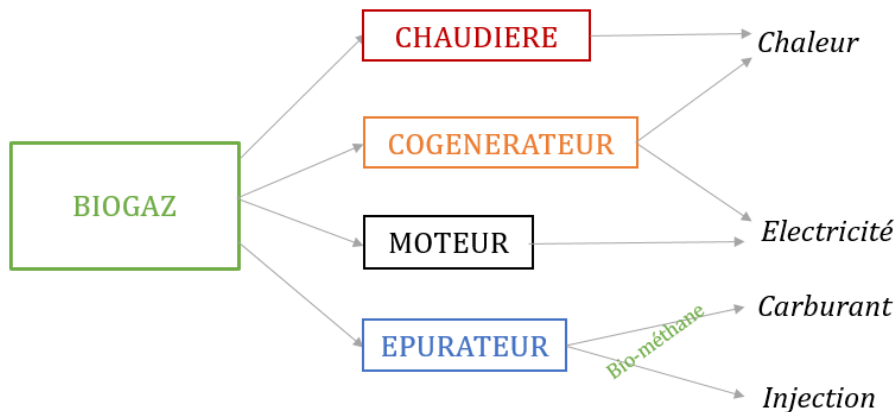 CHAUDIERE
Chaleur
COGENERATEUR
BIOGAZ
MOTEUR
Electricité
EPURATEUR
Bio-méthane
Carburant
Injection